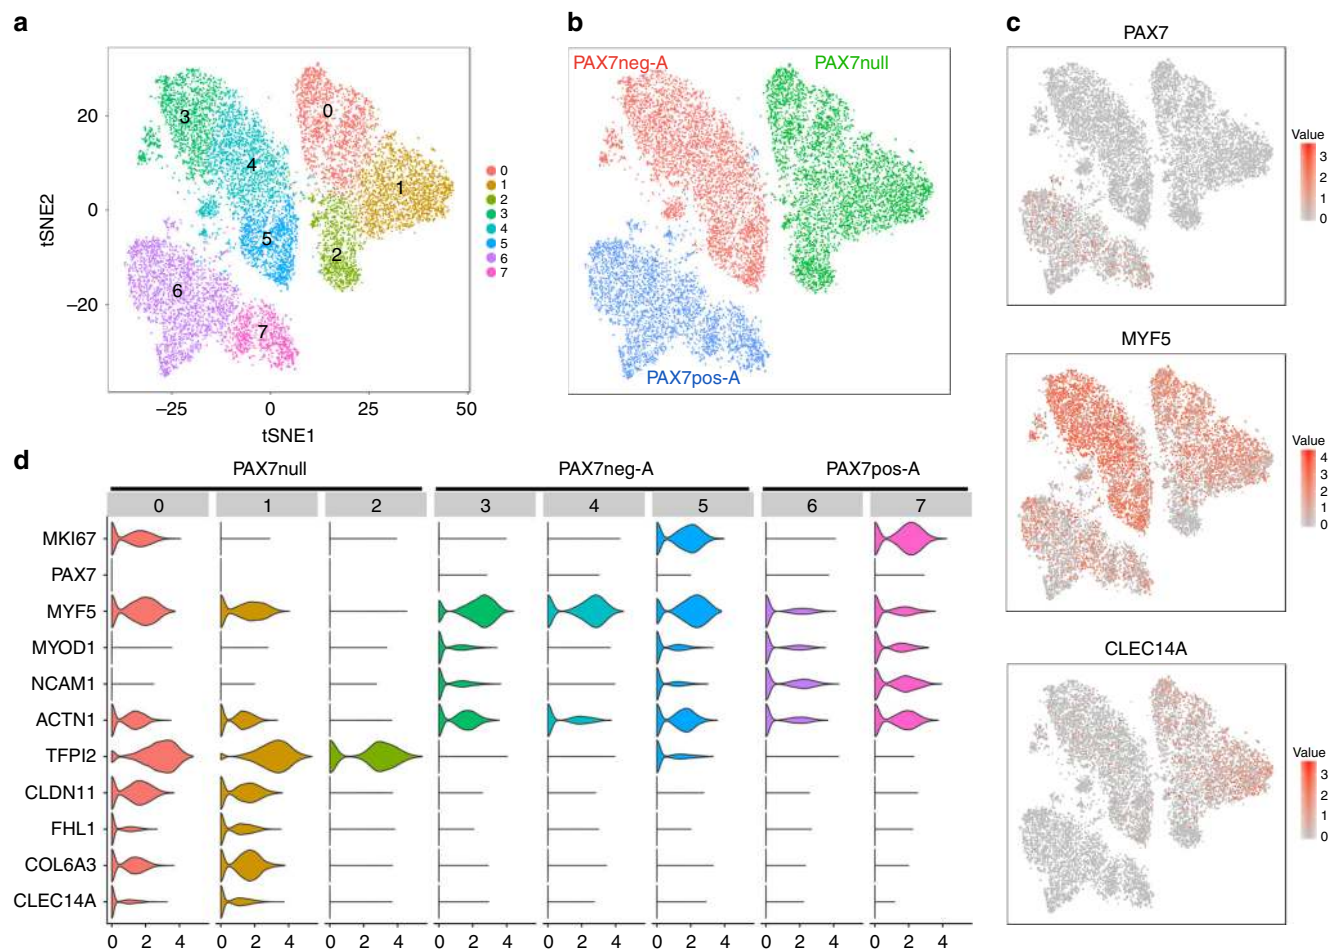 a
20
0
−20
tSNE2
−25
0
25
50
tSNE1
0
1
2
3
4
5
6
7
0
1
2
3
4
5
6
7
b
PAX7neg-A
PAX7null
PAX7pos-A
c
PAX7
Value
3
2
1
0
MYF5
Value
4
3
2
1
0
CLEC14A
Value
3
2
1
0
d
PAX7null PAX7neg-A PAX7pos-A
0 1 2 3 4 5 6 7
MKI67
PAX7
MYF5
MYOD1
NCAM1
ACTN1
TFPI2
CLDN11
FHL1
COL6A3
CLEC14A
0 2 4 0 2 4 0 2 4 0 2 4 0 2 4 0 2 4 0 2 4 0 2 4